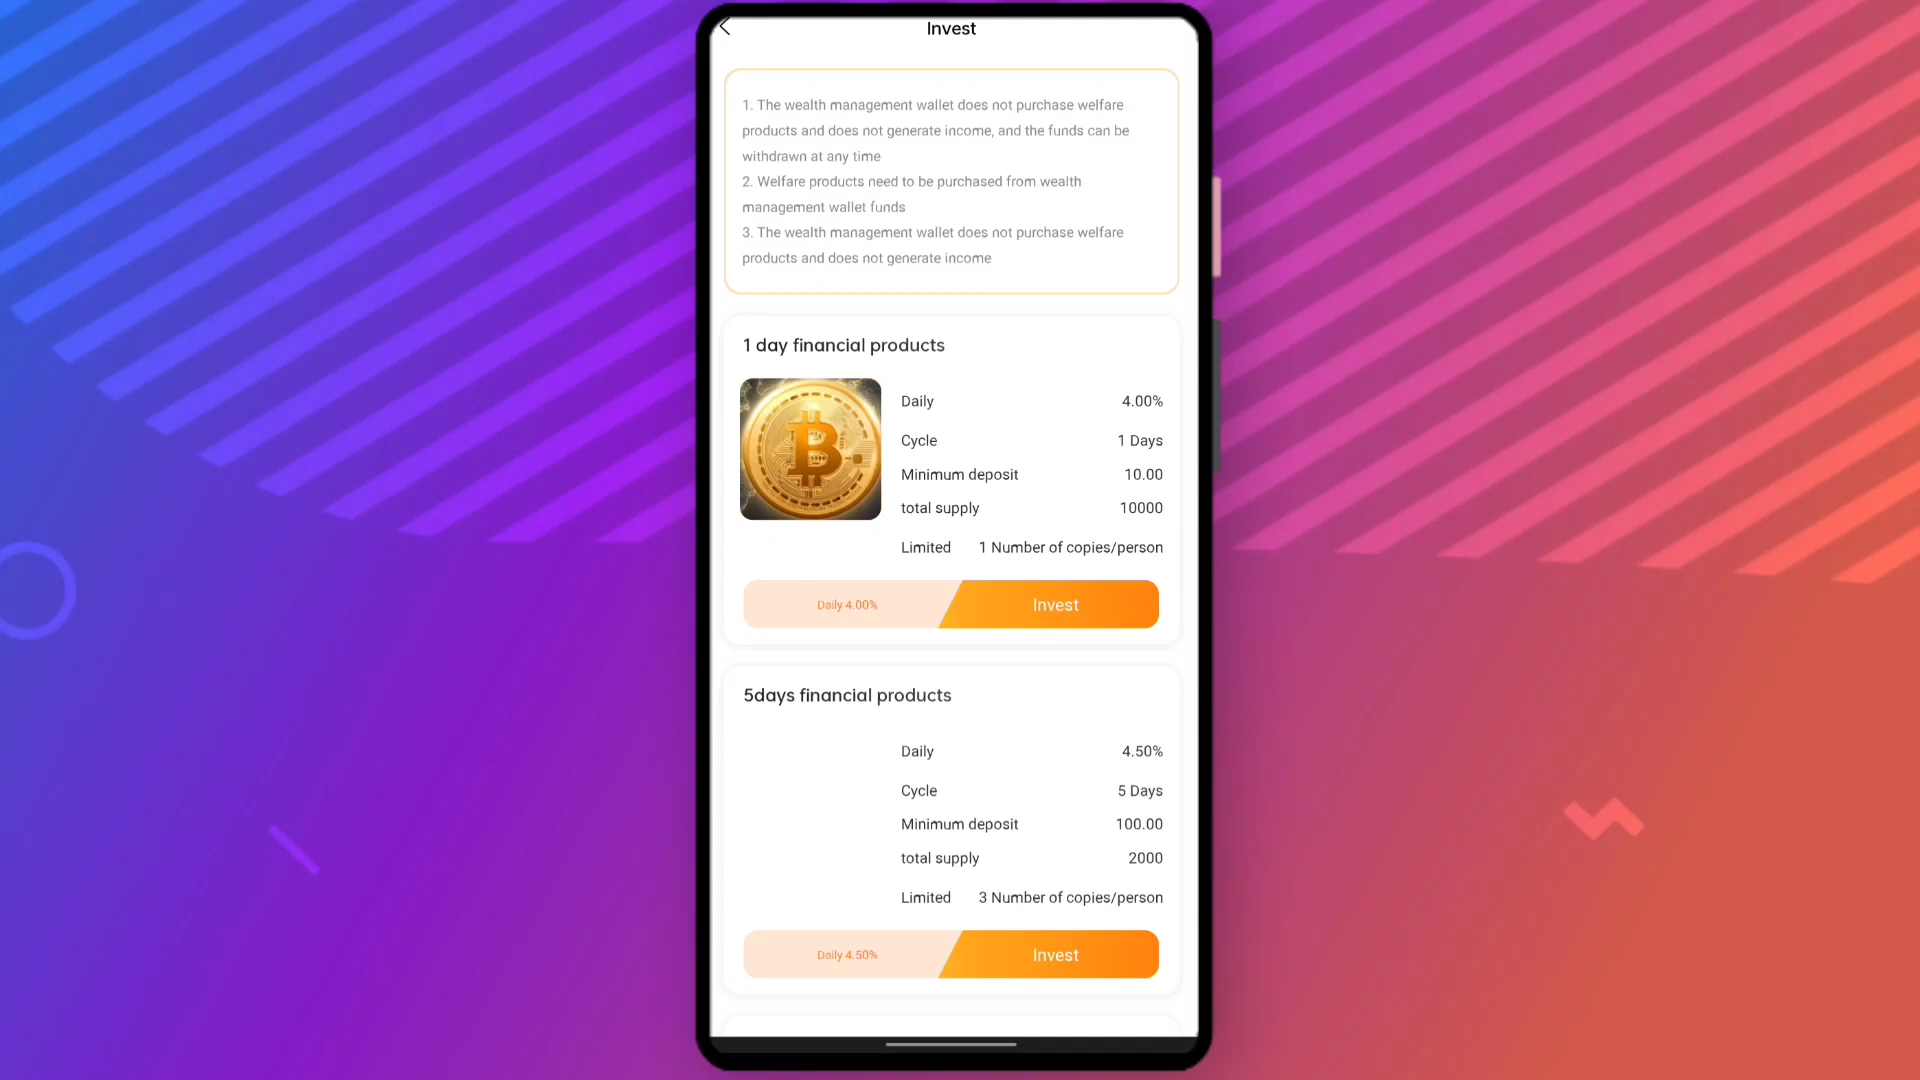 Invest
1. The wealth management wallet does not purchase welfare
products and does not generate income, and the funds can be
withdrawn at any time
2. Welfare products need to be purchased from wealth
management wallet funds
3. The wealth management wallet does not purchase welfare
products and does not generate income
1 day financial products
Daily 4.00%
Cycle 1 Days
Minimum deposit 10.00
total supply 10000
Limited 1 Number of copies/person
Daily 4.00% Invest
5days financial products
Daily 4.50%
Cycle 5 Days
Minimum deposit 100.00
total supply 2000
Limited 3 Number of copies/person
Daily 4.50% Invest